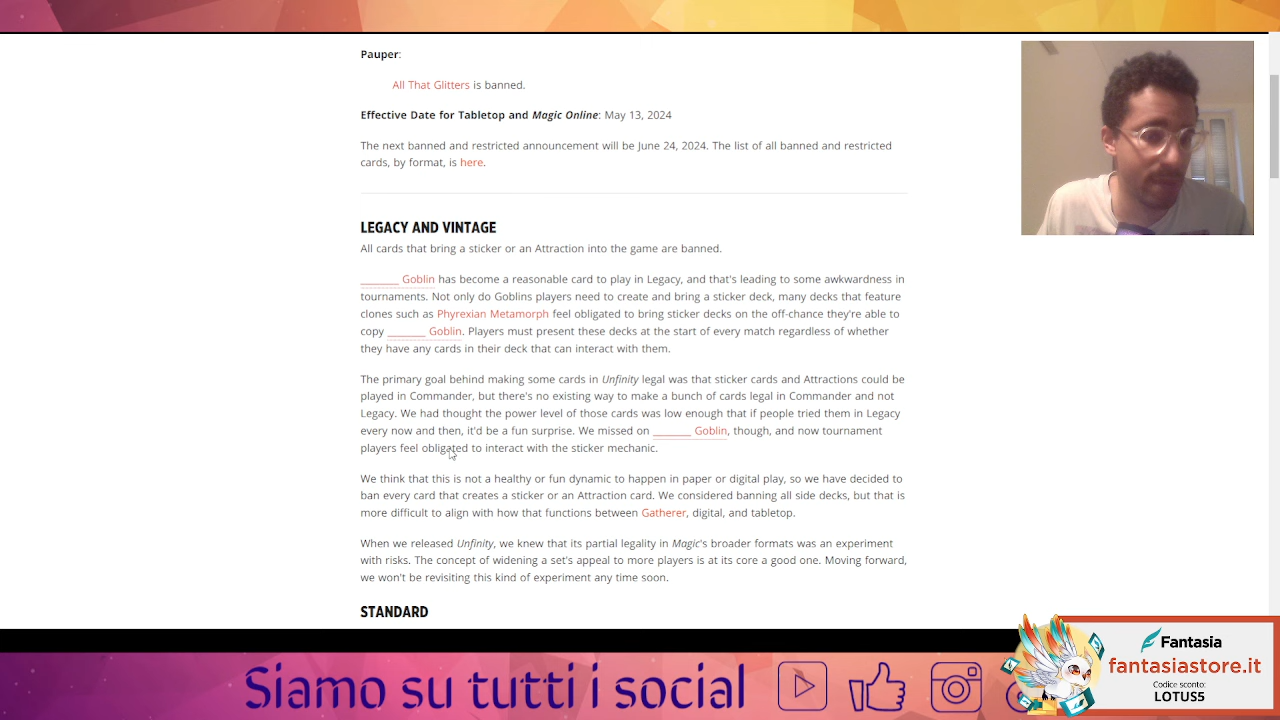 Pauper:
All That Glitters is banned.
Effective Date for Tabletop and Magic Online: May 13, 2024
The next banned and restricted announcement will be June 24, 2024. The list of all banned and restricted
cards, by format, is here.
LEGACY AND VINTAGE
All cards that bring a sticker or an Attraction into the game are banned.
______ Goblin has become a reasonable card to play in Legacy, and that's leading to some awkwardness in
tournaments. Not only do Goblins players need to create and bring a sticker deck, many decks that feature
clones such as Phyrexian Metamorph feel obligated to bring sticker decks on the off-chance they're able to
copy ______ Goblin. Players must present these decks at the start of every match regardless of whether
they have any cards in their deck that can interact with them.
The primary goal behind making some cards in Unfinity legal was that sticker cards and Attractions could be
played in Commander, but there's no existing way to make a bunch of cards legal in Commander and not
Legacy. We had thought the power level of those cards was low enough that if people tried them in Legacy
every now and then, it'd be a fun surprise. We missed on ______ Goblin, though, and now tournament
players feel obligated to interact with the sticker mechanic.
We think that this is not a healthy or fun dynamic to happen in paper or digital play, so we have decided to
ban every card that creates a sticker or an Attraction card. We considered banning all side decks, but that is
more difficult to align with how that functions between Gatherer, digital, and tabletop.
When we released Unfinity, we knew that its partial legality in Magic's broader formats was an experiment
with risks. The concept of widening a set's appeal to more players is at its core a good one. Moving forward,
we won't be revisiting this kind of experiment any time soon.
STANDARD
Siamo su tutti i social
Fantasia
fantasiastore.it
Codice sconto:
LOTUS5